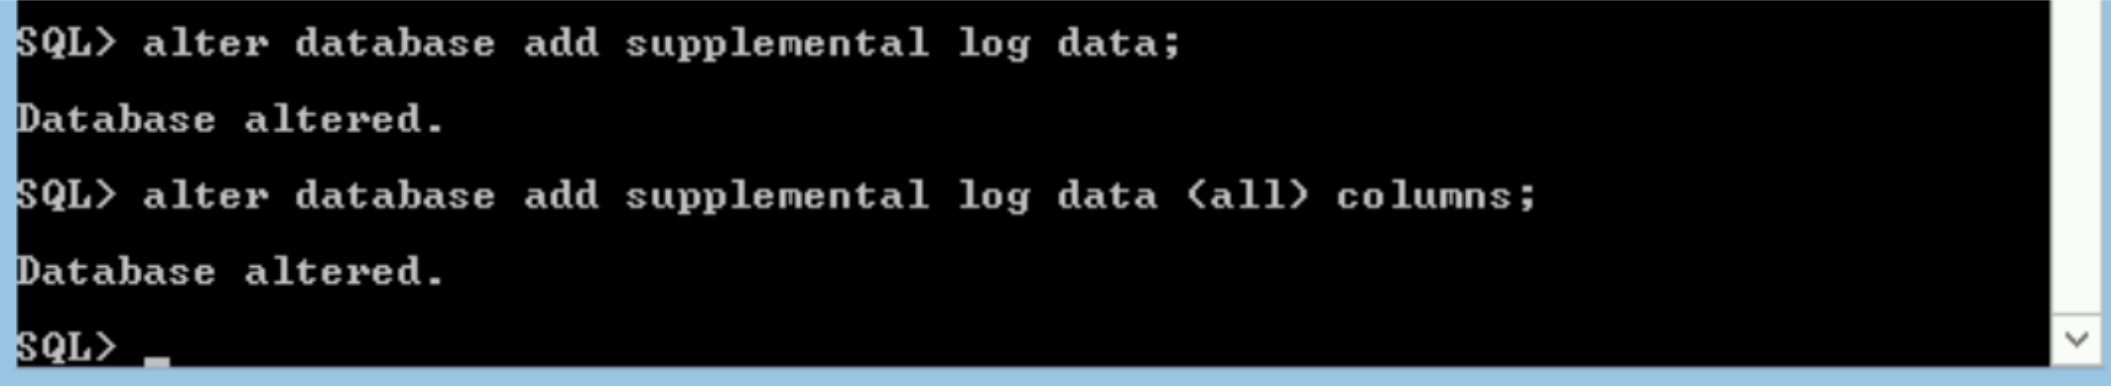 SQL> alter database add supplemental log data;
Database altered.
SQL> alter database add supplemental log data (all) columns;
Database altered.
SQL>